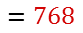 = 768